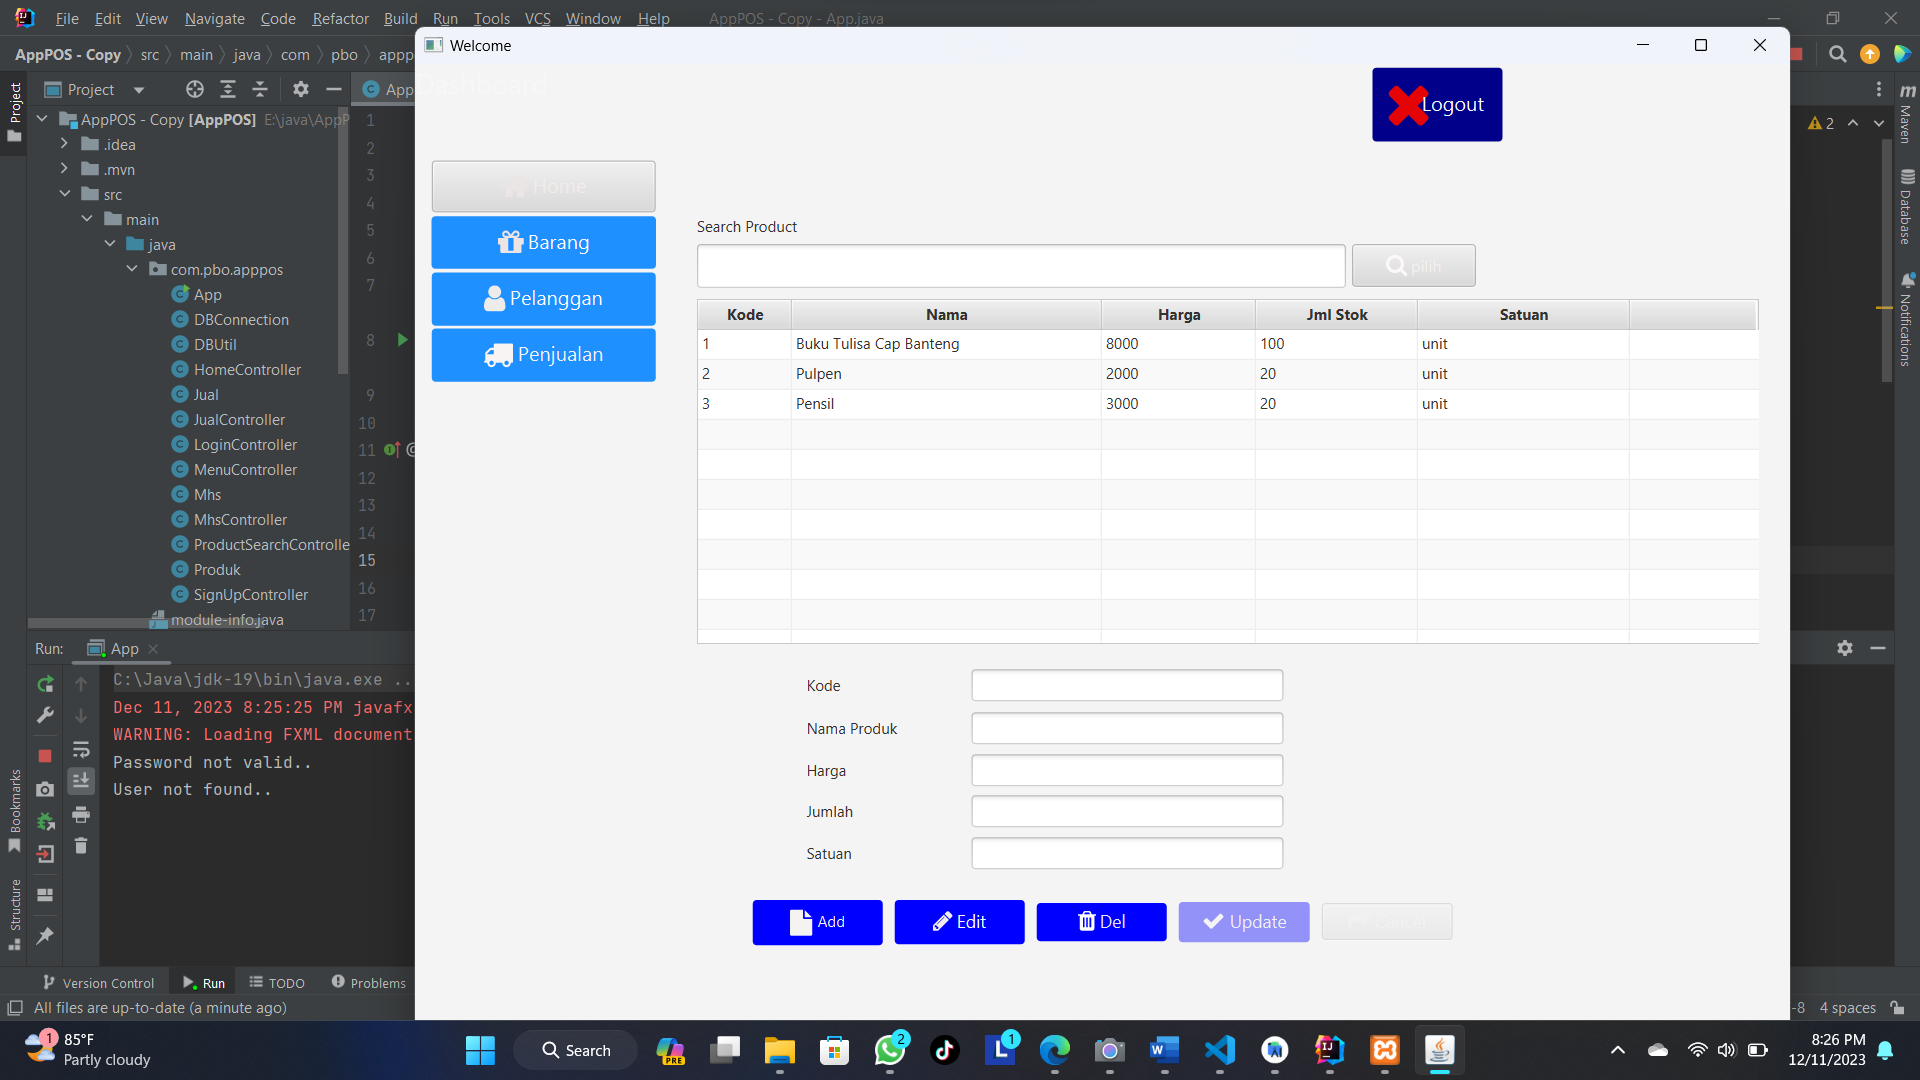 File Edit View Navigate Code Refactor Build Run Tools VCS Window Help AppPOS - Copy - App.java
AppPOS - Copy src main java com pbo appp
Welcome
Dashboard
Logout
Project
Project
App
AppPOS - Copy [AppPOS] E:\java\AppP
.idea
.mvn
src
main
java
com.pbo.apppos
App
DBConnection
DBUtil
HomeController
Jual
JualController
LoginController
MenuController
Mhs
MhsController
ProductSearchControlle
Produk
SignUpController
module-info.java
1
2
3
4
5
6
7
8
9
10
11
12
13
14
15
16
17
2
Maven
Database
Notifications
Home
Barang
Pelanggan
Penjualan
Search Product
pilih
Kode Nama Harga Jml Stok Satuan
1 Buku Tulisa Cap Banteng 8000 100 unit
2 Pulpen 2000 20 unit
3 Pensil 3000 20 unit
Kode
Nama Produk
Harga
Jumlah
Satuan
Add Edit Del Update
Run: App
C:\Java\jdk-19\bin\java.exe ..
Dec 11, 2023 8:25:25 PM javafx
WARNING: Loading FXML document
Password not valid..
User not found..
Bookmarks
Structure
Version Control Run TODO Problems
All files are up-to-date (a minute ago)
-8 4 spaces
1
85°F
Partly cloudy
Search
PRE
2
1
8:26 PM
12/11/2023